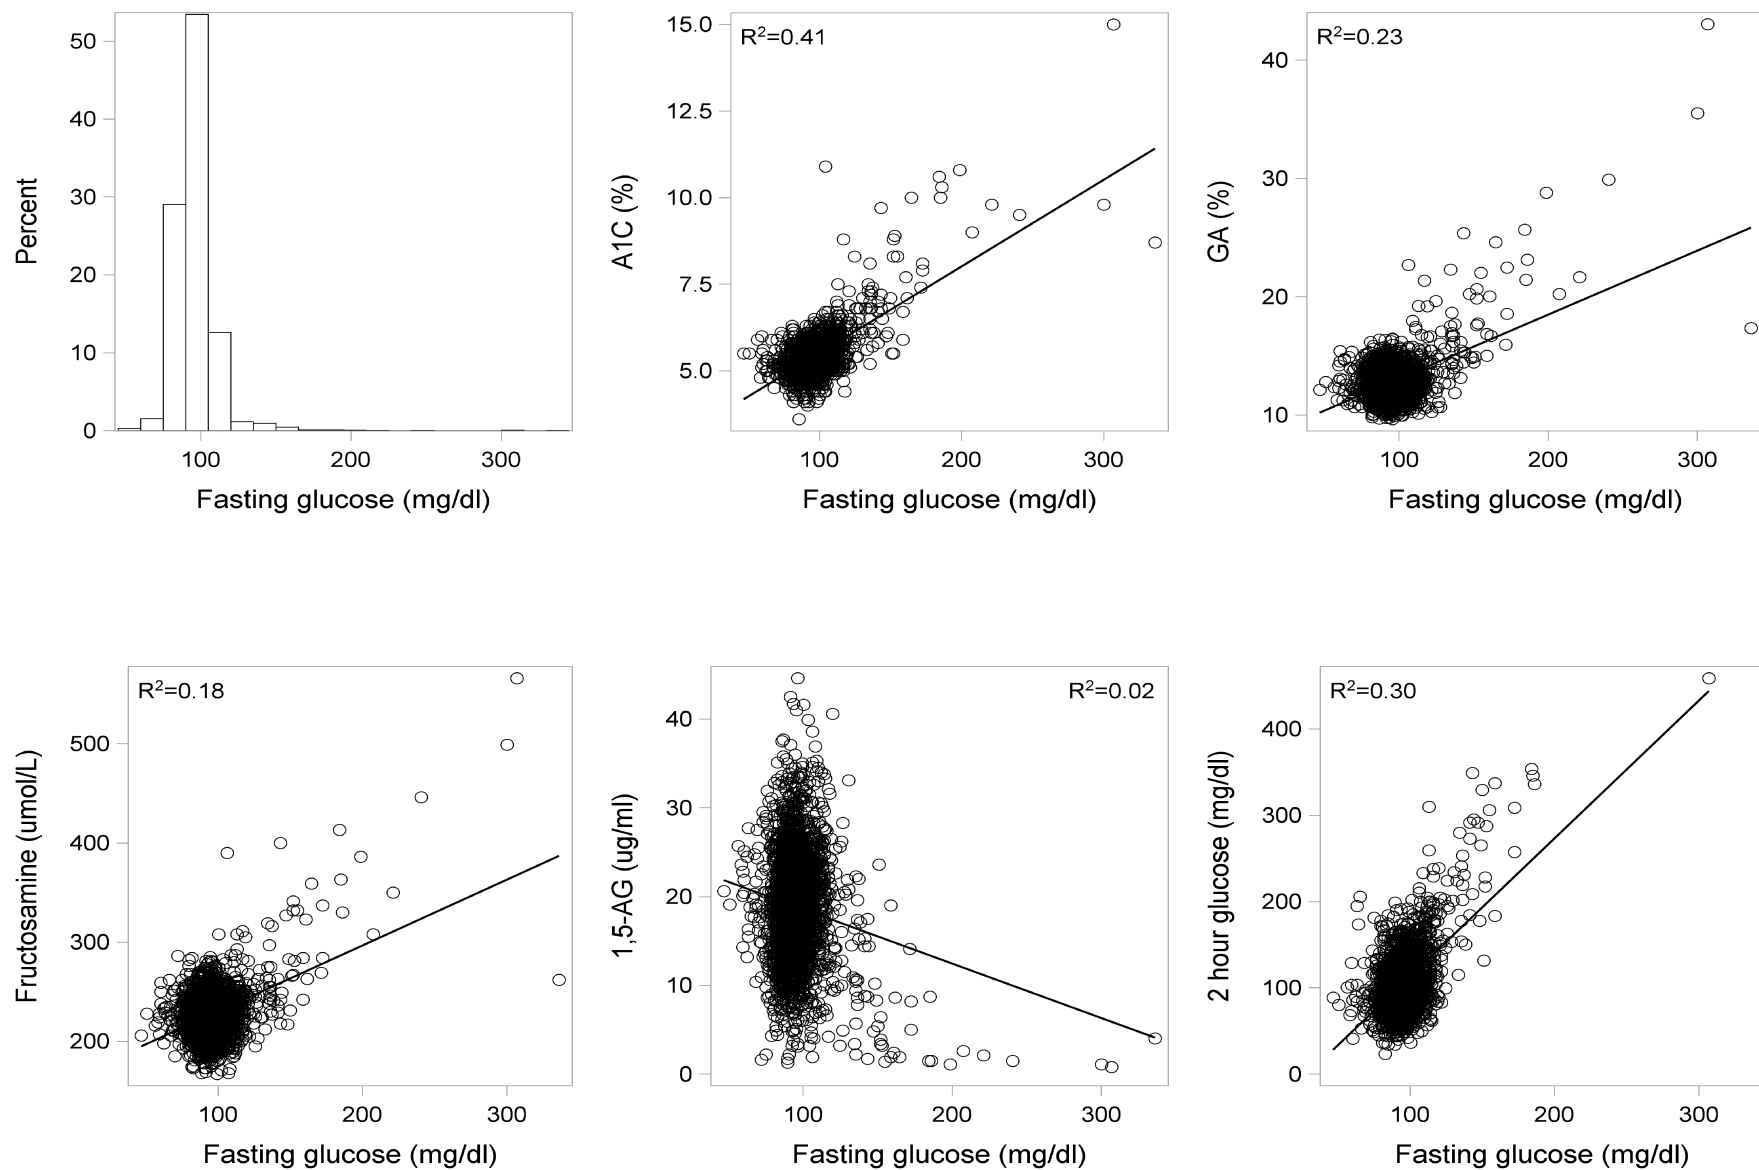 Percent
50
40
30
20
10
0
100 200 300
Fasting glucose (mg/dl)
R²=0.41
A1C (%)
15.0
12.5
10.0
7.5
5.0
100 200 300
Fasting glucose (mg/dl)
R²=0.23
GA (%)
40
30
20
10
100 200 300
Fasting glucose (mg/dl)
R²=0.18
Fructosamine (umol/L)
500
400
300
200
100 200 300
Fasting glucose (mg/dl)
R²=0.02
1,5-AG (ug/ml)
40
30
20
10
0
100 200 300
Fasting glucose (mg/dl)
R²=0.30
2 hour glucose (mg/dl)
400
300
200
100
0
100 200 300
Fasting glucose (mg/dl)